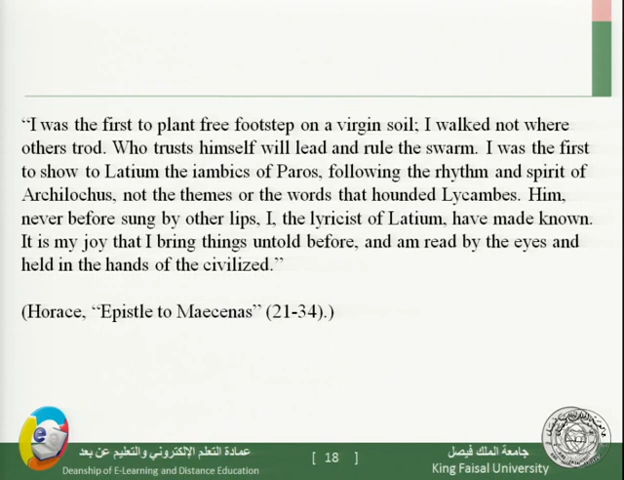 “I was the first to plant free footstep on a virgin soil; I walked not where
others trod. Who trusts himself will lead and rule the swarm. I was the first
to show to Latium the iambics of Paros, following the rhythm and spirit of
Archilochus, not the themes or the words that hounded Lycambes. Him,
never before sung by other lips, I, the lyricist of Latium, have made known.
It is my joy that I bring things untold before, and am read by the eyes and
held in the hands of the civilized.”
(Horace, “Epistle to Maecenas” (21-34).)
عمادة التعلم الإلكتروني والتعليم عن بعد
Deanship of E-Learning and Distance Education
[ 18 ]
جامعة الملك فيصل
King Faisal University